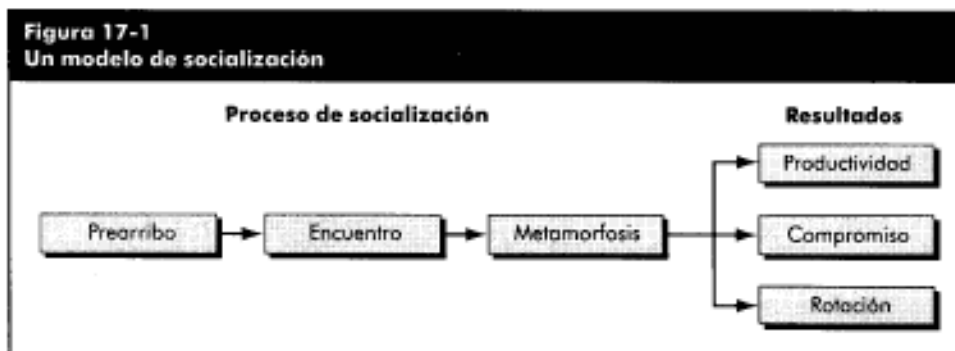 Figura 17-1
Un modelo de socialización
Proceso de socialización
Resultados
Prearribo
Encuentro
Metamorfosis
Productividad
Compromiso
Rotación